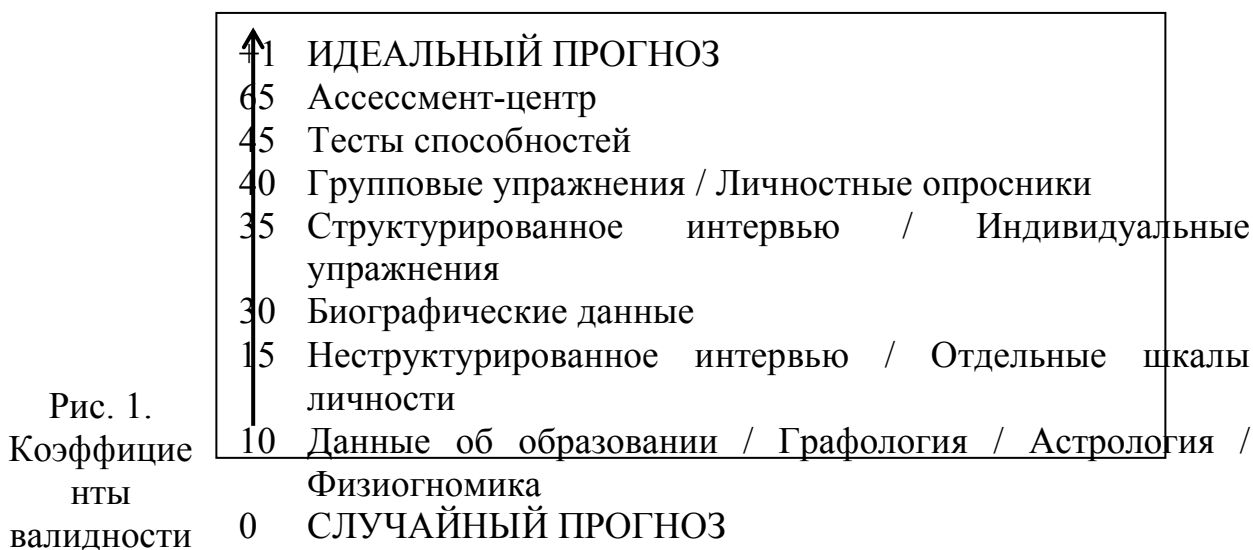 +1 ИДЕАЛЬНЫЙ ПРОГНОЗ
65 Ассессмент-центр
45 Тесты способностей
40 Групповые упражнения / Личностные опросники
35 Структурированное интервью / Индивидуальные
упражнения
30 Биографические данные
15 Неструктурированное интервью / Отдельные шкалы
личности
10 Данные об образовании / Графология / Астрология /
Физиогномика
0 СЛУЧАЙНЫЙ ПРОГНОЗ
Рис. 1.
Коэффицие
нты
валидности